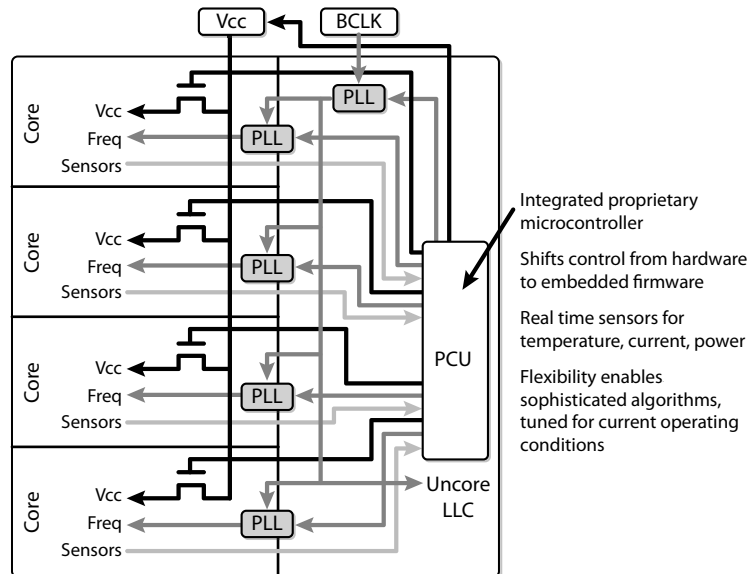 Vcc
BCLK
PLL
Core
Vcc
Freq
Sensors
PLL
Core
Vcc
Freq
Sensors
PLL
Core
Vcc
Freq
Sensors
PLL
Core
Vcc
Freq
Sensors
PLL
PCU
Uncore
LLC
Integrated proprietary
microcontroller
Shifts control from hardware
to embedded firmware
Real time sensors for
temperature, current, power
Flexibility enables
sophisticated algorithms,
tuned for current operating
conditions